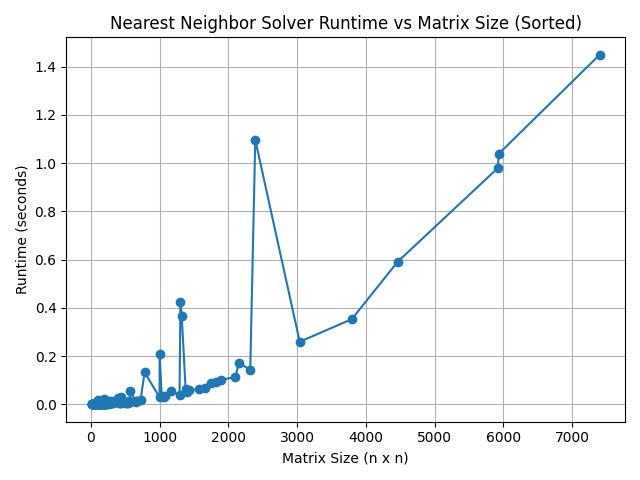 Nearest Neighbor Solver Runtime vs Matrix Size (Sorted)
1.4
1.2
1.0
0.8
0.6
0.4
0.2
0.0
Runtime (seconds)
0 1000 2000 3000 4000 5000 6000 7000
Matrix Size (n x n)